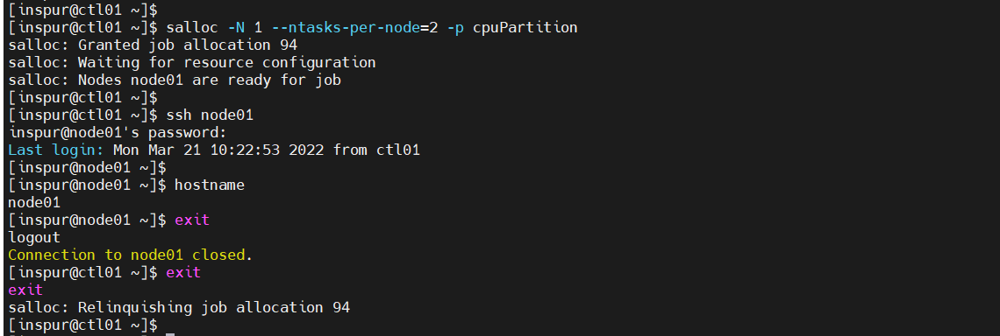 [inspur@ctl01 ~]$
[inspur@ctl01 ~]$ salloc -N 1 --ntasks-per-node=2 -p cpuPartition
salloc: Granted job allocation 94
salloc: Waiting for resource configuration
salloc: Nodes node01 are ready for job
[inspur@ctl01 ~]$
[inspur@ctl01 ~]$ ssh node01
inspur@node01's password:
Last login: Mon Mar 21 10:22:53 2022 from ctl01
[inspur@node01 ~]$
[inspur@node01 ~]$ hostname
node01
[inspur@node01 ~]$ exit
logout
Connection to node01 closed.
[inspur@ctl01 ~]$ exit
exit
salloc: Relinquishing job allocation 94
[inspur@ctl01 ~]$